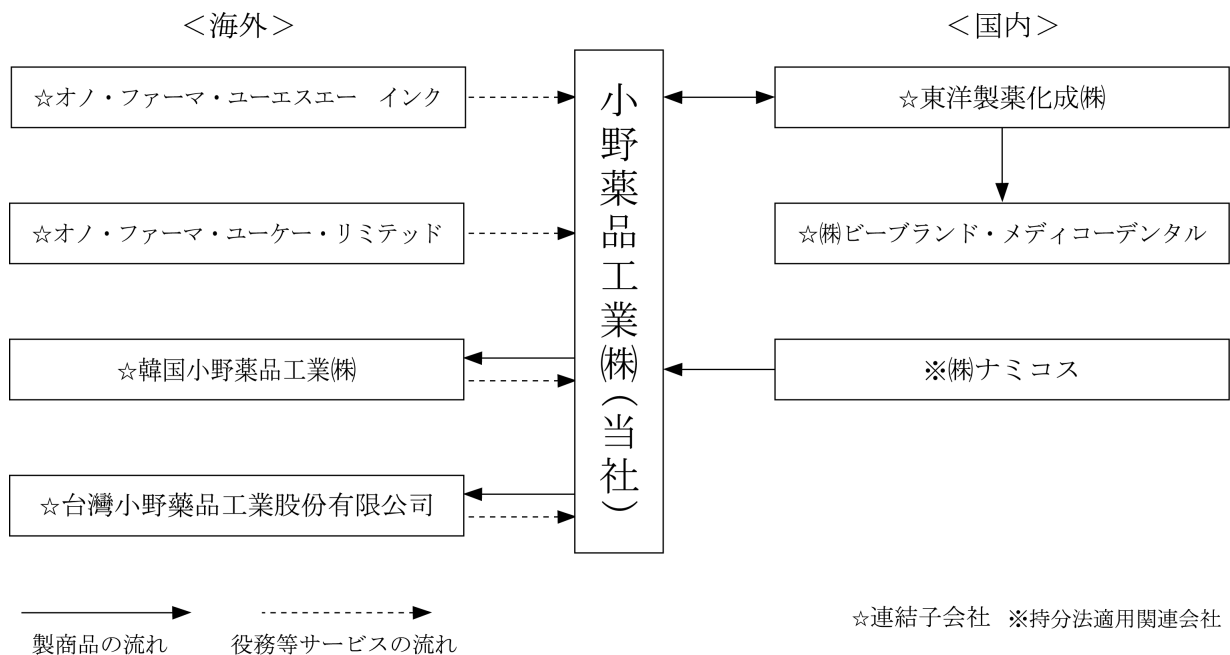 ＜海外＞
＜国内＞
☆オノ・ファーマ・ユーエスエー　インク
☆オノ・ファーマ・ユーケー・リミテッド
☆韓国小野薬品工業㈱
☆台灣小野藥品工業股份有限公司
小野薬品工業㈱(当社)
☆東洋製薬化成㈱
☆㈱ビーブランド・メディコーデンタル
※㈱ナミコス
製商品の流れ
役務等サービスの流れ
☆連結子会社　※持分法適用関連会社